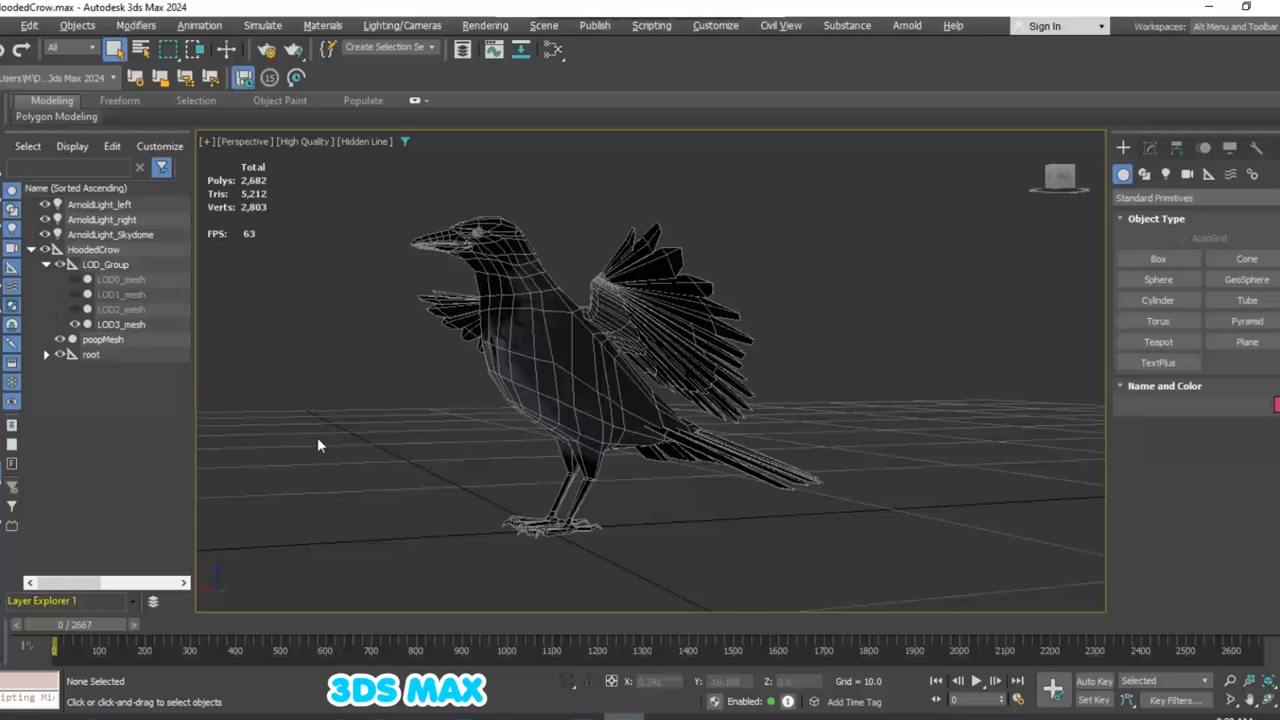 HoodedCrow.max - Autodesk 3ds Max 2024
Edit Objects Modifiers Animation Simulate Materials Lighting/Cameras Rendering Scene Publish Scripting Customize Civil View Substance Arnold Help Sign In Workspaces: Alt Menu and Toolbar
All Create Selection Se
Users\M\D...3ds Max 2024 15
Modeling Freeform Selection Object Paint Populate
Polygon Modeling
Select Display Edit Customize
[+] [Perspective] [High Quality] [Hidden Line]
Name (Sorted Ascending)
ArnoldLight_left
ArnoldLight_right
ArnoldLight_Skydome
HoodedCrow
LOD_Group
LOD0_mesh
LOD1_mesh
LOD2_mesh
LOD3_mesh
poopMesh
root
Total
Polys: 2,682
Tris: 5,212
Verts: 2,803
FPS: 63
Standard Primitives
Object Type
AutoGrid
Box Cone
Sphere GeoSphere
Cylinder Tube
Torus Pyramid
Teapot Plane
TextPlus
Name and Color
Layer Explorer 1
< 0 / 2667 >
0 100 200 300 400 500 600 700 800 900 1000 1100 1200 1300 1400 1500 1600 1700 1800 1900 2000 2100 2200 2300 2400 2500 2600
None Selected X: Y: Z: Grid = 10.0 Auto Key Selected
ipting Mi Click or click-and-drag to select objects Enabled: 1 Add Time Tag 0 Set Key Key Filters...
3DS MAX